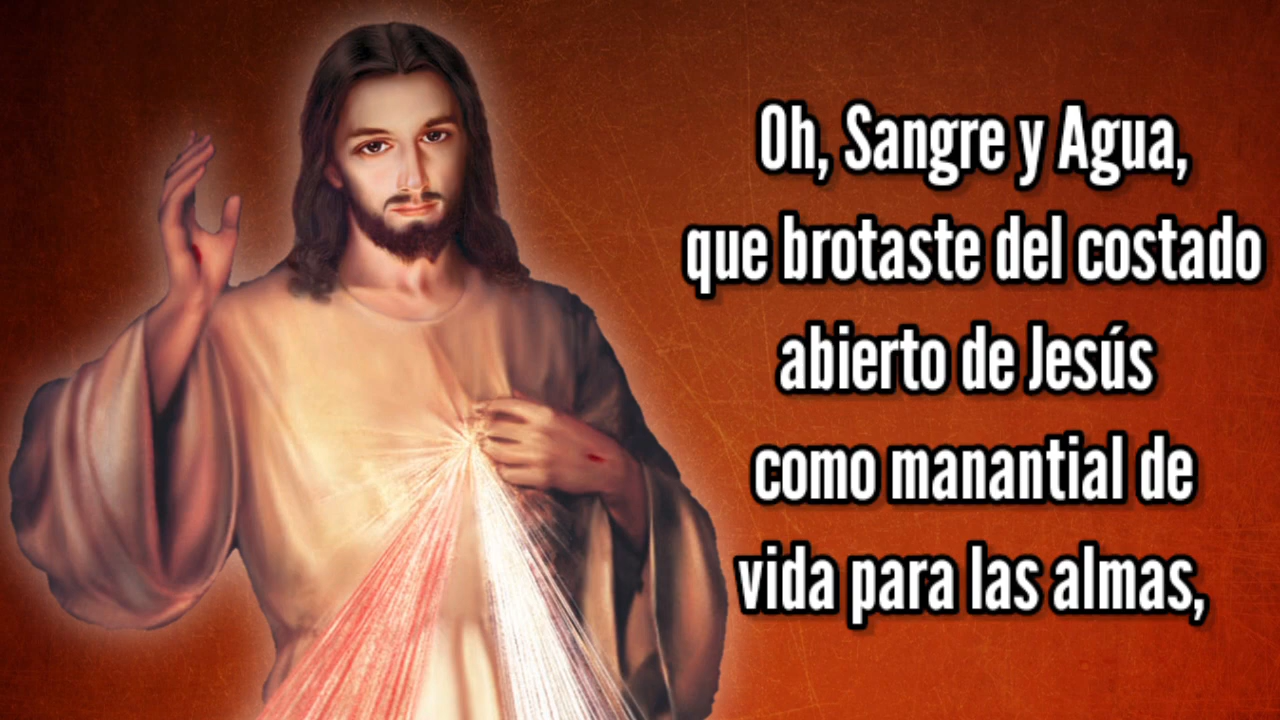 Oh, Sangre y Agua,
que brotaste del costado
abierto de Jesús
como manantial de
vida para las almas,